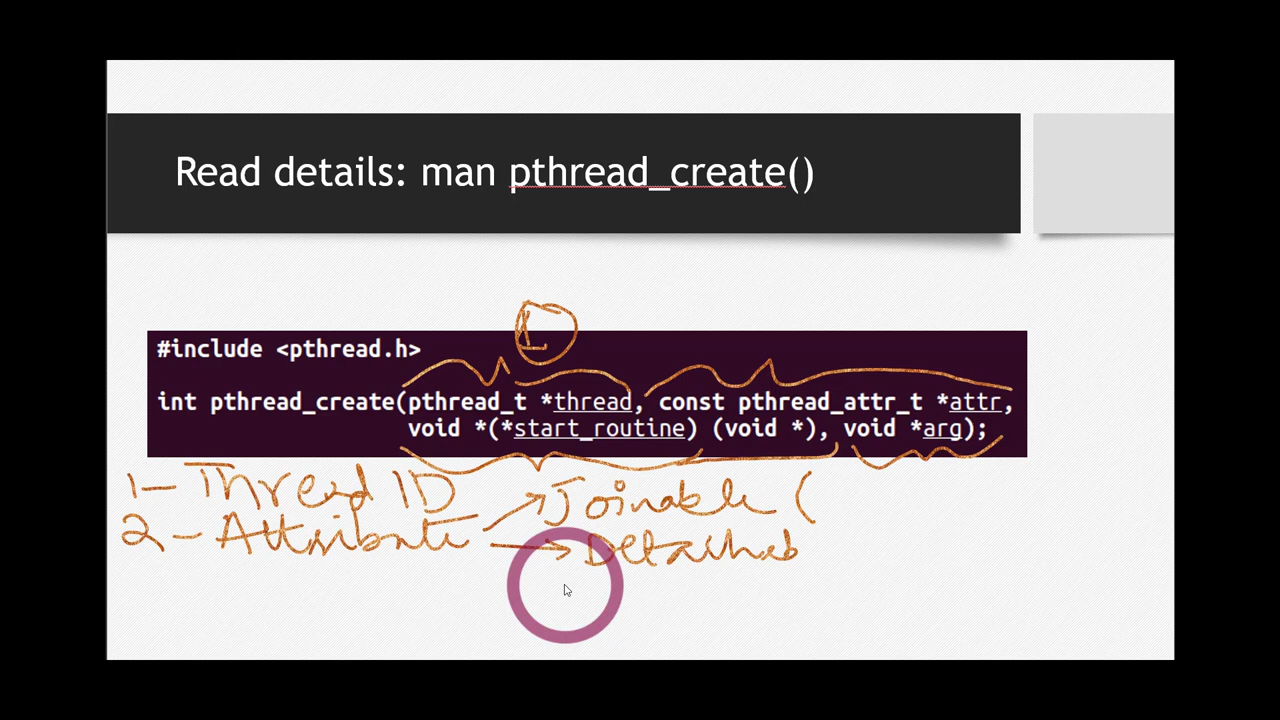 Read details: man pthread_create()
1
#include <pthread.h>
int pthread_create(pthread_t *thread, const pthread_attr_t *attr,
void *(*start_routine) (void *), void *arg);
1- Thread ID
2- Attribute → Joinable (
→ Detached